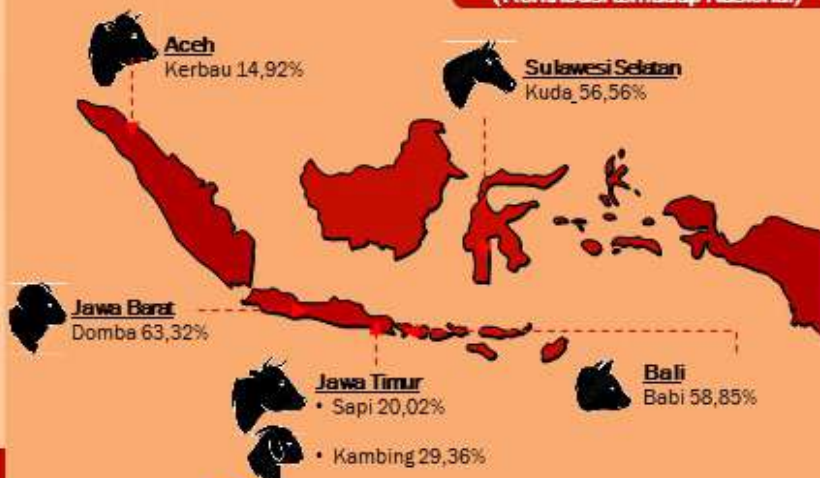 Aceh
Kerbau 14,92%
Sulawesi Selatan
Kuda 56,56%
Jawa Barat
Domba 63,32%
Jawa Timur
• Sapi 20,02%
• Kambing 29,36%
Bali
Babi 58,85%